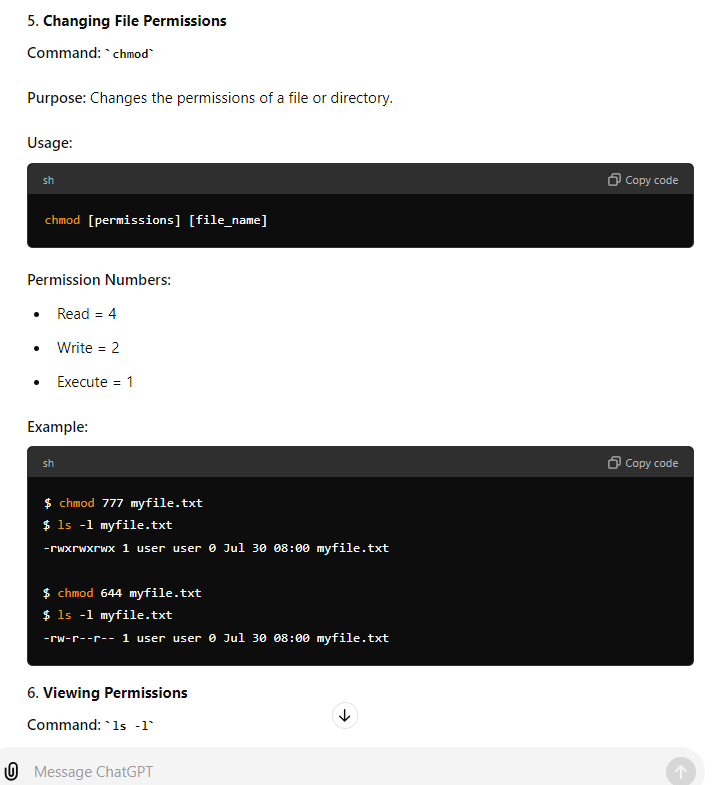 5. Changing File Permissions
Command: `chmod`
Purpose: Changes the permissions of a file or directory.
Usage:
sh
Copy code
chmod [permissions] [file_name]
Permission Numbers:
• Read = 4
• Write = 2
• Execute = 1
Example:
sh
Copy code
$ chmod 777 myfile.txt
$ ls -l myfile.txt
-rwxrwxrwx 1 user user 0 Jul 30 08:00 myfile.txt
$ chmod 644 myfile.txt
$ ls -l myfile.txt
-rw-r--r-- 1 user user 0 Jul 30 08:00 myfile.txt
6. Viewing Permissions
Command: `ls -l`
Message ChatGPT